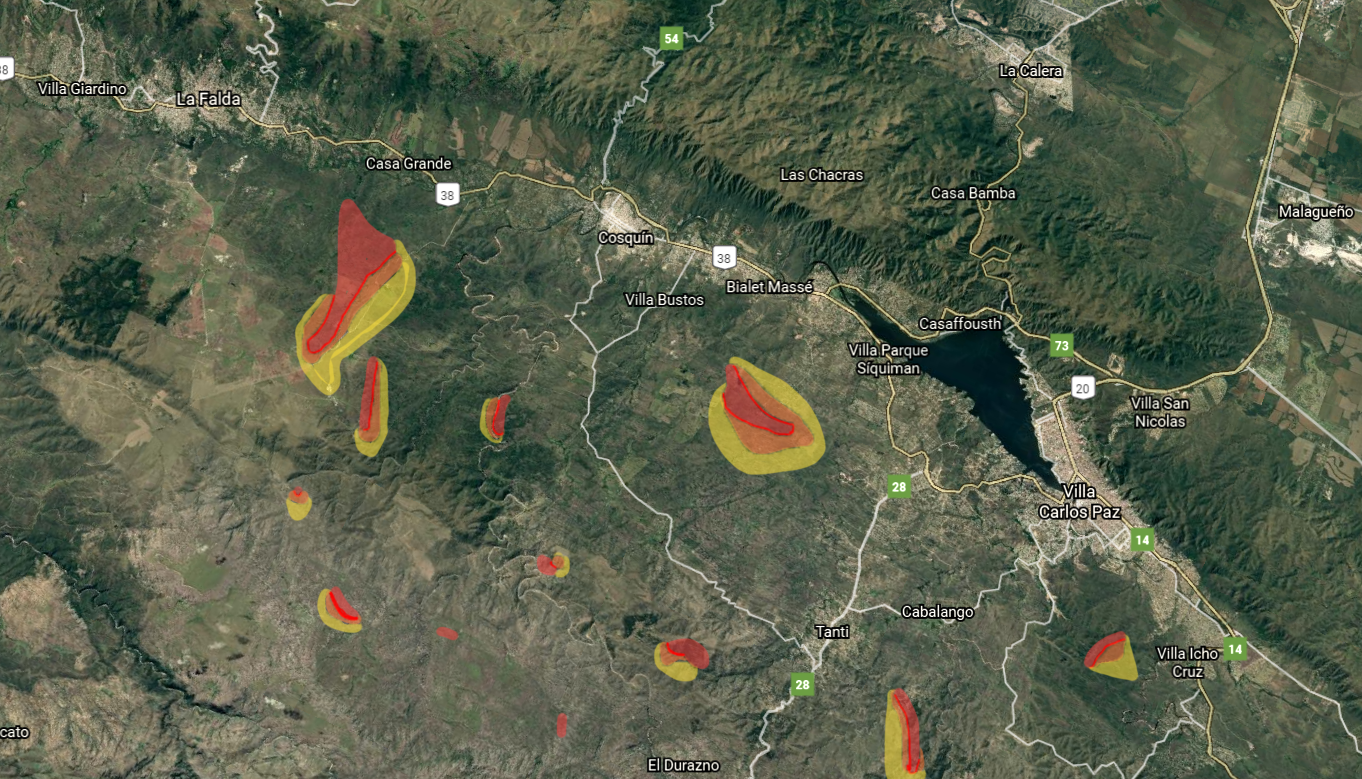 54
La Calera
38
Villa Giardino
La Falda
Casa Grande
38
Las Chacras
Casa Bamba
Malagueño
Cosquín
38
Bialet Massé
Villa Bustos
Casaffousth
73
Villa Parque
Síquiman
20
Villa San
Nicolas
28
Villa
Carlos Paz
14
Cabalango
Tanti
Villa Icho
Cruz
14
28
cato
El Durazno